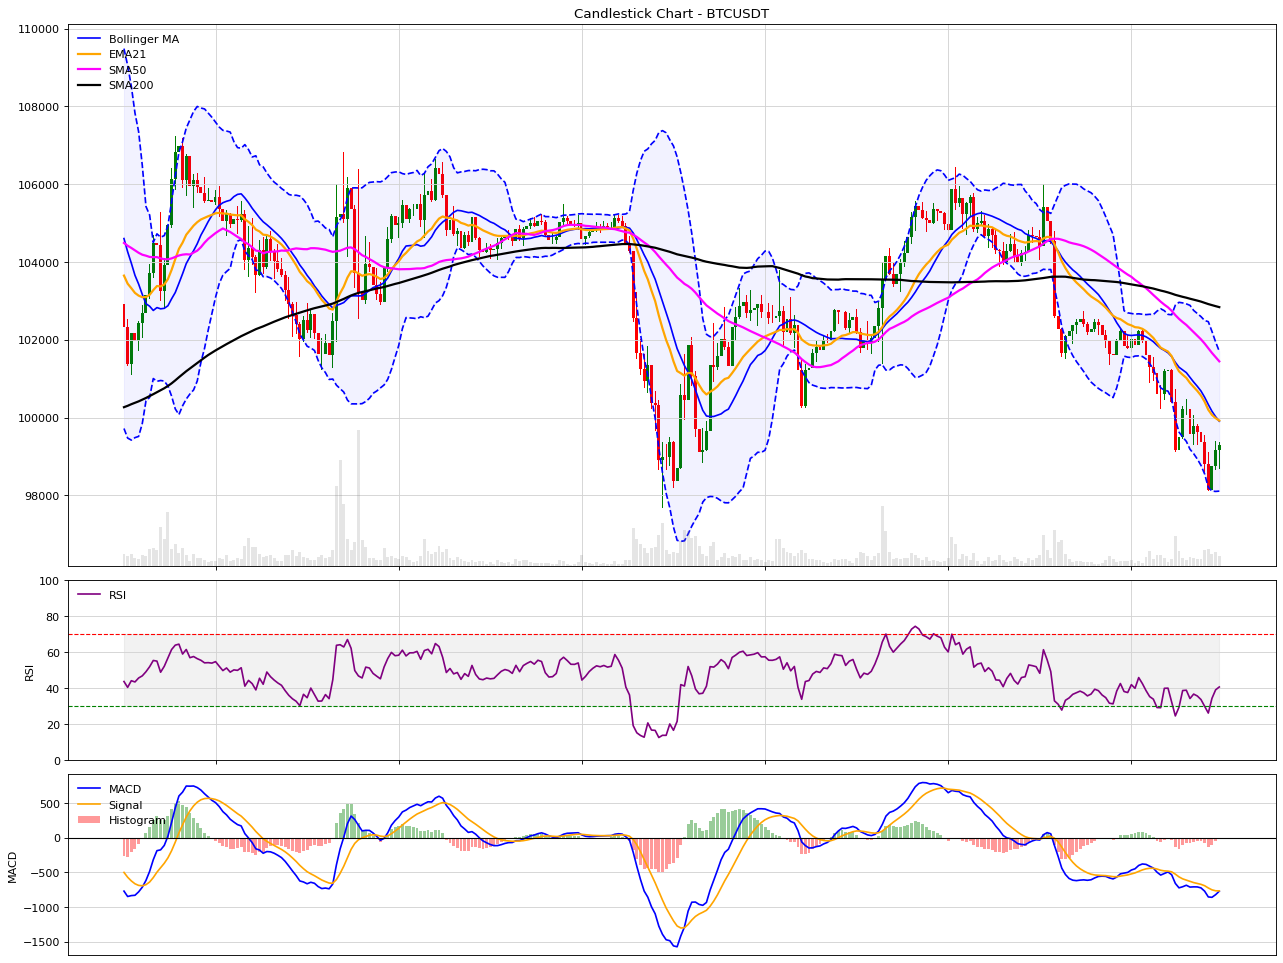 Candlestick Chart - BTCUSDT
110000
108000
106000
104000
102000
100000
98000
Bollinger MA
EMA21
SMA50
SMA200
100
80
60
40
20
0
RSI
RSI
500
0
−500
−1000
−1500
MACD
MACD
Signal
Histogram